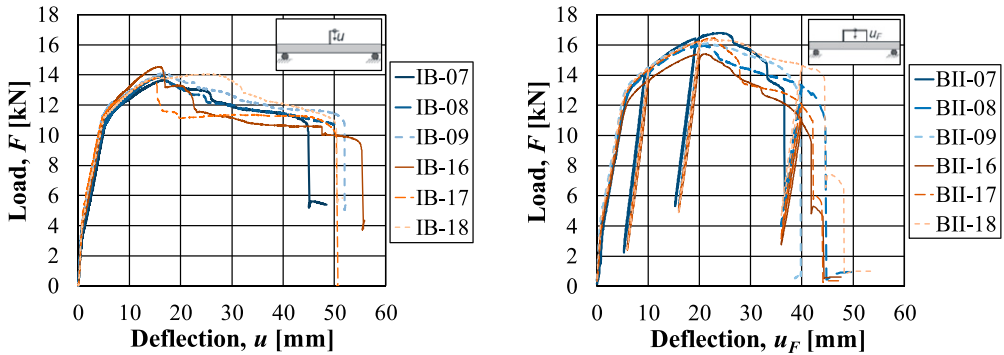 18
16
14
12
10
8
6
4
2
0
Load, F [kN]
0 10 20 30 40 50 60
Deflection, u [mm]
u
IB-07
IB-08
IB-09
IB-16
IB-17
IB-18
18
16
14
12
10
8
6
4
2
0
Load, F [kN]
0 10 20 30 40 50 60
Deflection, uF [mm]
uF
BII-07
BII-08
BII-09
BII-16
BII-17
BII-18